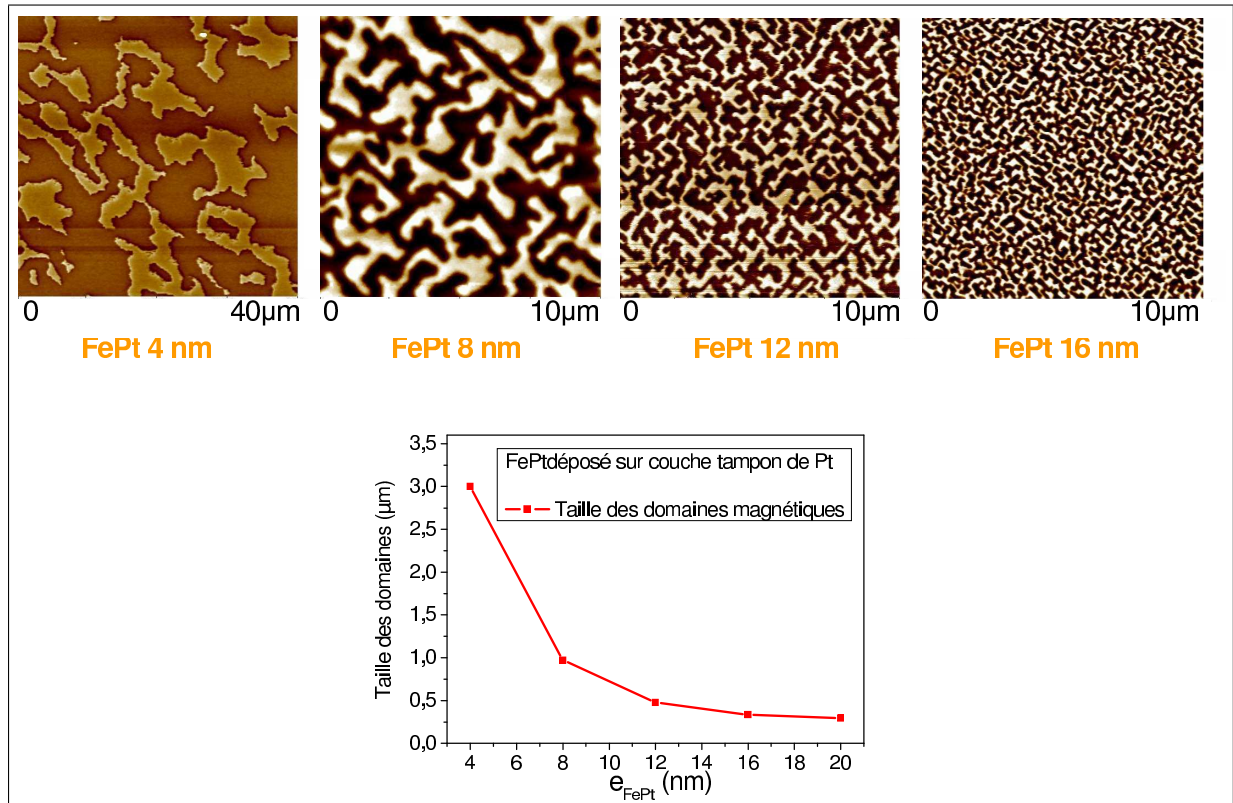 0 40µm 0 10µm 0 10µm 0 10µm
FePt 4 nm FePt 8 nm FePt 12 nm FePt 16 nm
FePtdéposé sur couche tampon de Pt
Taille des domaines magnétiques
Taille des domaines (µm)
3,5
3,0
2,5
2,0
1,5
1,0
0,5
0,0
4 6 8 10 12 14 16 18 20
eFePt (nm)